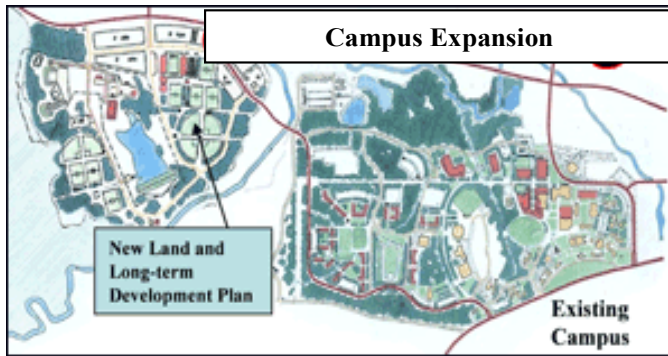 Campus Expansion
New Land and
Long-term
Development Plan
Existing
Campus